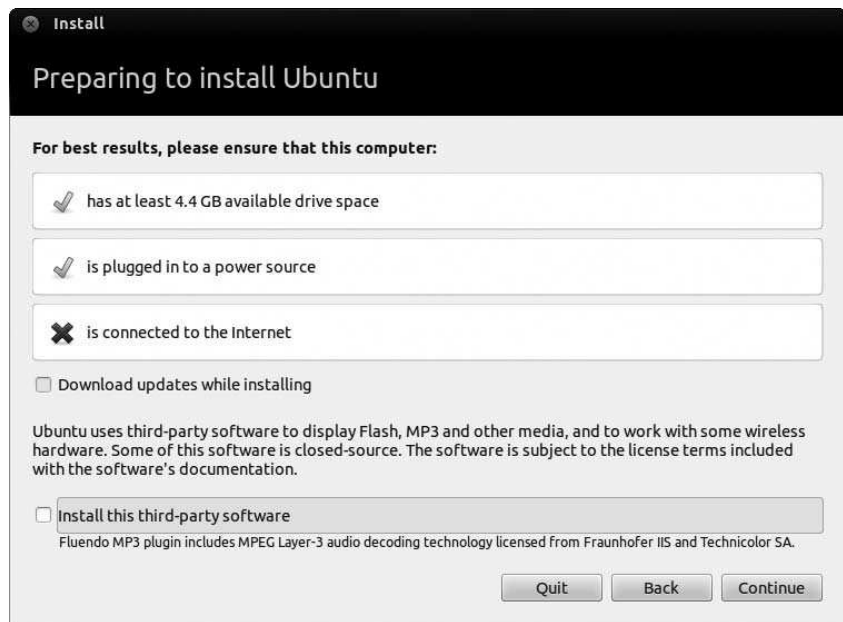 Install
Preparing to install Ubuntu
For best results, please ensure that this computer:
has at least 4.4 GB available drive space
is plugged in to a power source
is connected to the Internet
Download updates while installing
Ubuntu uses third-party software to display Flash, MP3 and other media, and to work with some wireless
hardware. Some of this software is closed-source. The software is subject to the license terms included
with the software's documentation.
Install this third-party software
Fluendo MP3 plugin includes MPEG Layer-3 audio decoding technology licensed from Fraunhofer IIS and Technicolor SA.
Quit Back Continue